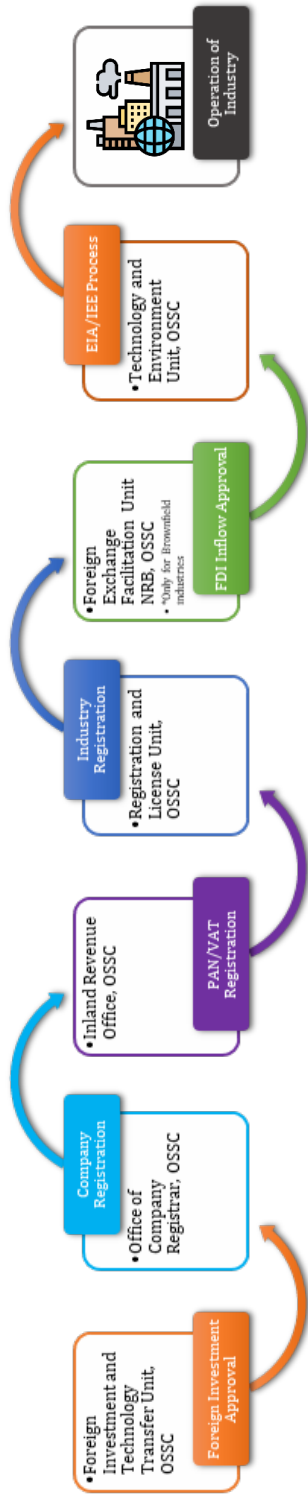 •Foreign
Investment and
Technology
Transfer Unit,
OSSC
Foreign Investment
Approval
Company
Registration
•Office of
Company
Registrar, OSSC
•Inland Revenue
Office, OSSC
PAN/VAT
Registration
Industry
Registration
•Registration and
License Unit,
OSSC
•Foreign
Exchange
Facilitation Unit
NRB, OSSC
• *Only for Brownfield
industries
FDI Inflow Approval
EIA/IEE Process
•Technology and
Environment
Unit, OSSC
Operation of
Industry